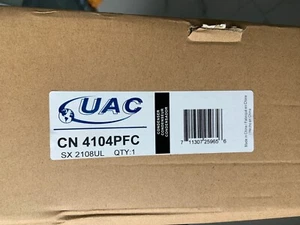 UAC
CN 4104PFC
SX 2108UL QTY:1
CONDENSER
7 11307 25965 6